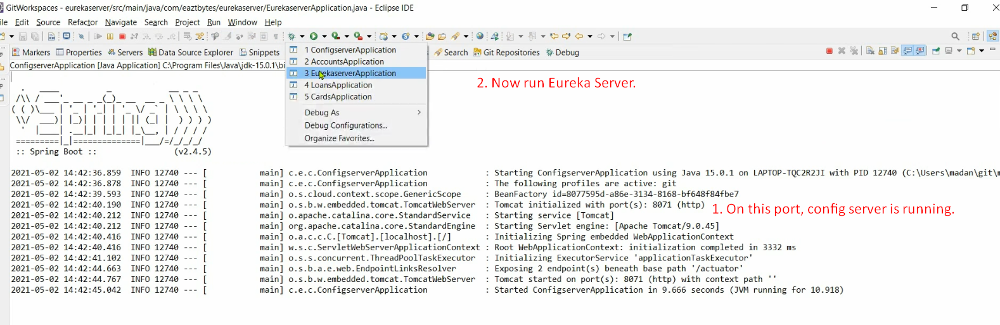 GitWorkspaces - eurekaserver/src/main/java/com/eaztbytes/eurekaserver/EurekaserverApplication.java - Eclipse IDE
ile Edit Source Refactor Navigate Search Project Run Window Help
Markers Properties Servers Data Source Explorer Snippets Search Git Repositories Debug
ConfigserverApplication [Java Application] C:\Program Files\Java\jdk-15.0.1\bi
1 ConfigserverApplication
2 AccountsApplication
3 EurekaserverApplication
4 LoansApplication
5 CardsApplication
Debug As
Debug Configurations...
Organize Favorites...
2. Now run Eureka Server.
:: Spring Boot :: (v2.4.5)
2021-05-02 14:42:36.859 INFO 12740 --- [ main] c.e.c.ConfigserverApplication : Starting ConfigserverApplication using Java 15.0.1 on LAPTOP-TQC2R2JI with PID 12740 (C:\Users\madan\git\m
2021-05-02 14:42:36.878 INFO 12740 --- [ main] c.e.c.ConfigserverApplication : The following profiles are active: git
2021-05-02 14:42:39.593 INFO 12740 --- [ main] o.s.cloud.context.scope.GenericScope : BeanFactory id=8077595d-a86e-3134-8168-bf648f84fbe7
2021-05-02 14:42:40.190 INFO 12740 --- [ main] o.s.b.w.embedded.tomcat.TomcatWebServer : Tomcat initialized with port(s): 8071 (http)
1. On this port, config server is running.
2021-05-02 14:42:40.212 INFO 12740 --- [ main] o.apache.catalina.core.StandardService : Starting service [Tomcat]
2021-05-02 14:42:40.212 INFO 12740 --- [ main] org.apache.catalina.core.StandardEngine : Starting Servlet engine: [Apache Tomcat/9.0.45]
2021-05-02 14:42:40.416 INFO 12740 --- [ main] o.a.c.c.C.[Tomcat].[localhost].[/] : Initializing Spring embedded WebApplicationContext
2021-05-02 14:42:40.416 INFO 12740 --- [ main] w.s.c.ServletWebServerApplicationContext : Root WebApplicationContext: initialization completed in 3332 ms
2021-05-02 14:42:41.102 INFO 12740 --- [ main] o.s.s.concurrent.ThreadPoolTaskExecutor : Initializing ExecutorService 'applicationTaskExecutor'
2021-05-02 14:42:44.663 INFO 12740 --- [ main] o.s.b.a.e.web.EndpointLinksResolver : Exposing 2 endpoint(s) beneath base path '/actuator'
2021-05-02 14:42:44.767 INFO 12740 --- [ main] o.s.b.w.embedded.tomcat.TomcatWebServer : Tomcat started on port(s): 8071 (http) with context path ''
2021-05-02 14:42:45.042 INFO 12740 --- [ main] c.e.c.ConfigserverApplication : Started ConfigserverApplication in 9.666 seconds (JVM running for 10.918)